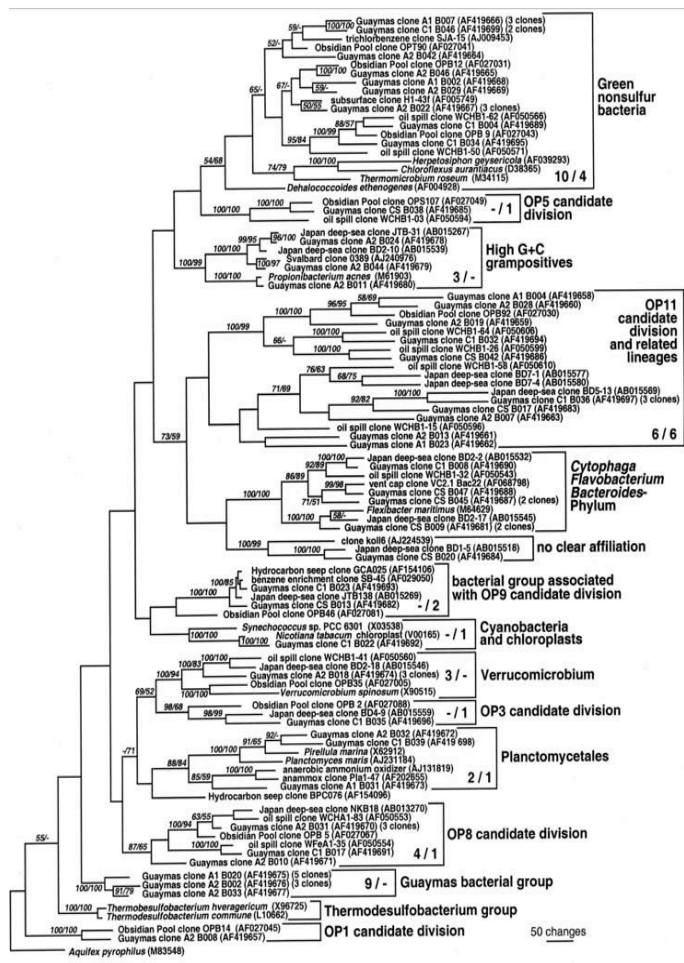 Guaymas clone A1 B007 (AF419666) (3 clones)
59/-
100/100
Guaymas clone C1 B046 (AF419699) (2 clones)
trichlorbenzene clone SJA-15 (AJ009453)
52/-
Obsidian Pool clone OPT90 (AF027041)
Guaymas clone A2 B042 (AF419664)
Obsidian Pool clone OPB12 (AF027031)
100/100
Guaymas clone A2 B046 (AF419665)
65/-
67/-
Guaymas clone A1 B002 (AF419668)
59/-
Guaymas clone A2 B029 (AF419669)
subsurface clone H1-43f (AF005749)
50/55
Guaymas clone A2 B022 (AF419667) (3 clones)
oil spill clone WCHB1-62 (AF050566)
88/57
Guaymas clone C1 B004 (AF419689)
100/99
Obsidian Pool clone OPB 9 (AF027043)
95/84
Guaymas clone C1 B034 (AF419695)
oil spill clone WCHB1-50 (AF050571)
54/68
Herpetosiphon geysericola (AF039293)
100/100
Chloroflexus aurantiacus (D38365)
74/79
Thermomicrobium roseum (M34115)
Dehalococcoides ethenogenes (AF004928)
Green
nonsulfur
bacteria
10 / 4
Obsidian Pool clone OPS107 (AF027049)
100/100
Guaymas clone CS B038 (AF419685)
100/100
oil spill clone WCHB1-03 (AF050594)
OP5 candidate
- / 1 division
Japan deep-sea clone JTB-31 (AB015267)
99/95
96/100
Guaymas clone A2 B024 (AF419678)
Japan deep-sea clone BD2-10 (AB015539)
Svalbard clone 0389 (AJ240976)
100/97
Guaymas clone A2 B044 (AF419679)
100/99
Propionibacterium acnes (M61903)
100/100
Guaymas clone A2 B011 (AF419680)
High G+C
grampositives
3 / -
58/69
Guaymas clone A1 B004 (AF419658)
96/95
Guaymas clone A2 B028 (AF419660)
100/100
Obsidian Pool clone OPB92 (AF027030)
Guaymas clone A2 B019 (AF419659)
100/99
oil spill clone WCHB1-64 (AF050606)
100/100
Guaymas clone C1 B032 (AF419694)
66/-
oil spill clone WCHB1-26 (AF050599)
100/100
Guaymas clone CS B042 (AF419686)
oil spill clone WCHB1-58 (AF050610)
76/63
Japan deep-sea clone BD7-1 (AB015577)
68/75
Japan deep-sea clone BD7-4 (AB015580)
71/69
Japan deep-sea clone BD5-13 (AB015569)
100/100
Guaymas clone C1 B036 (AF419697) (3 clones)
92/82
Guaymas clone CS B017 (AF419683)
Guaymas clone A2 B007 (AF419663)
oil spill clone WCHB1-15 (AF050596)
73/59
Guaymas clone A2 B013 (AF419661)
Guaymas clone A1 B023 (AF419662)
OP11
candidate
division
and related
lineages
6 / 6
100/100
Japan deep-sea clone BD2-2 (AB015532)
92/89
Guaymas clone C1 B008 (AF419690)
86/89
oil spill clone WCHB1-32 (AF050543)
99/98
vent cap clone VC2.1 Bac22 (AF068798)
Guaymas clone CS B047 (AF419688)
100/100
71/51
Guaymas clone CS B045 (AF419687) (2 clones)
Flexibacter maritimus (M64629)
100/100
58/-
Japan deep-sea clone BD2-17 (AB015545)
Guaymas clone CS B009 (AF419681) (2 clones)
Cytophaga
Flavobacterium
Bacteroides-
Phylum
clone koll6 (AJ224539)
100/99
100/100
Japan deep-sea clone BD1-5 (AB015518)
Guaymas clone CS B020 (AF419684)
no clear affiliation
Hydrocarbon seep clone GCA025 (AF154106)
100/85
benzene enrichment clone SB-45 (AF029050)
Guaymas clone C1 B023 (AF419693)
100/100
Japan deep-sea clone JTB138 (AB015269)
Guaymas clone CS B013 (AF419682)
Obsidian Pool clone OPB46 (AF027081)
bacterial group associated
with OP9 candidate division
- / 2
Synechococcus sp. PCC 6301 (X03538)
100/100
Nicotiana tabacum chloroplast (V00165)
100/100
Guaymas clone C1 B022 (AF419692)
- / 1
Cyanobacteria
and chloroplasts
oil spill clone WCHB1-41 (AF050560)
100/83
Japan deep-sea clone BD2-18 (AB015546)
100/94
Guaymas clone A2 B018 (AF419674) (3 clones)
Obsidian Pool clone OPB35 (AF027005)
100/100
69/52
Verrucomicrobium spinosum (X90515)
3 / -
Verrucomicrobium
Obsidian Pool clone OPB 2 (AF027088)
98/68
Japan deep-sea clone BD4-9 (AB015559)
98/99
Guaymas clone C1 B035 (AF419696)
- / 1
OP3 candidate division
-/71
92/-
Guaymas clone A2 B032 (AF419672)
91/65
Guaymas clone C1 B039 (AF419 698)
Pirellula marina (X62912)
88/84
100/100
Planctomyces maris (AJ231184)
anaerobic ammonium oxidizer (AJ131819)
100/100
anammox clone Pla1-47 (AF202655)
85/59
Guaymas clone A1 B031 (AF419673)
Hydrocarbon seep clone BPC076 (AF154096)
Planctomycetales
2 / 1
Japan deep-sea clone NKB18 (AB013270)
63/55
oil spill clone WCHA1-83 (AF050553)
100/94
Guaymas clone A2 B031 (AF419670) (3 clones)
Obsidian Pool clone OPB 5 (AF027067)
oil spill clone WFeA1-35 (AF050554)
87/65
100/100
Guaymas clone C1 B017 (AF419691)
Guaymas clone A2 B010 (AF419671)
OP8 candidate division
4 / 1
55/-
Guaymas clone A1 B020 (AF419675) (5 clones)
100/100
Guaymas clone A2 B002 (AF419676) (3 clones)
91/79
Guaymas clone A2 B033 (AF419677)
9 / -
Guaymas bacterial group
Thermobesufobacterium hveragericum (X96725)
100/100
Thermodesufobacterium commune (L10662)
Thermodesulfobacterium group
Obsidian Pool clone OPB14 (AF027045)
100/100
Guaymas clone A2 B008 (AF419657)
OP1 candidate division
50 changes
Aquifex pyrophilus (M83548)